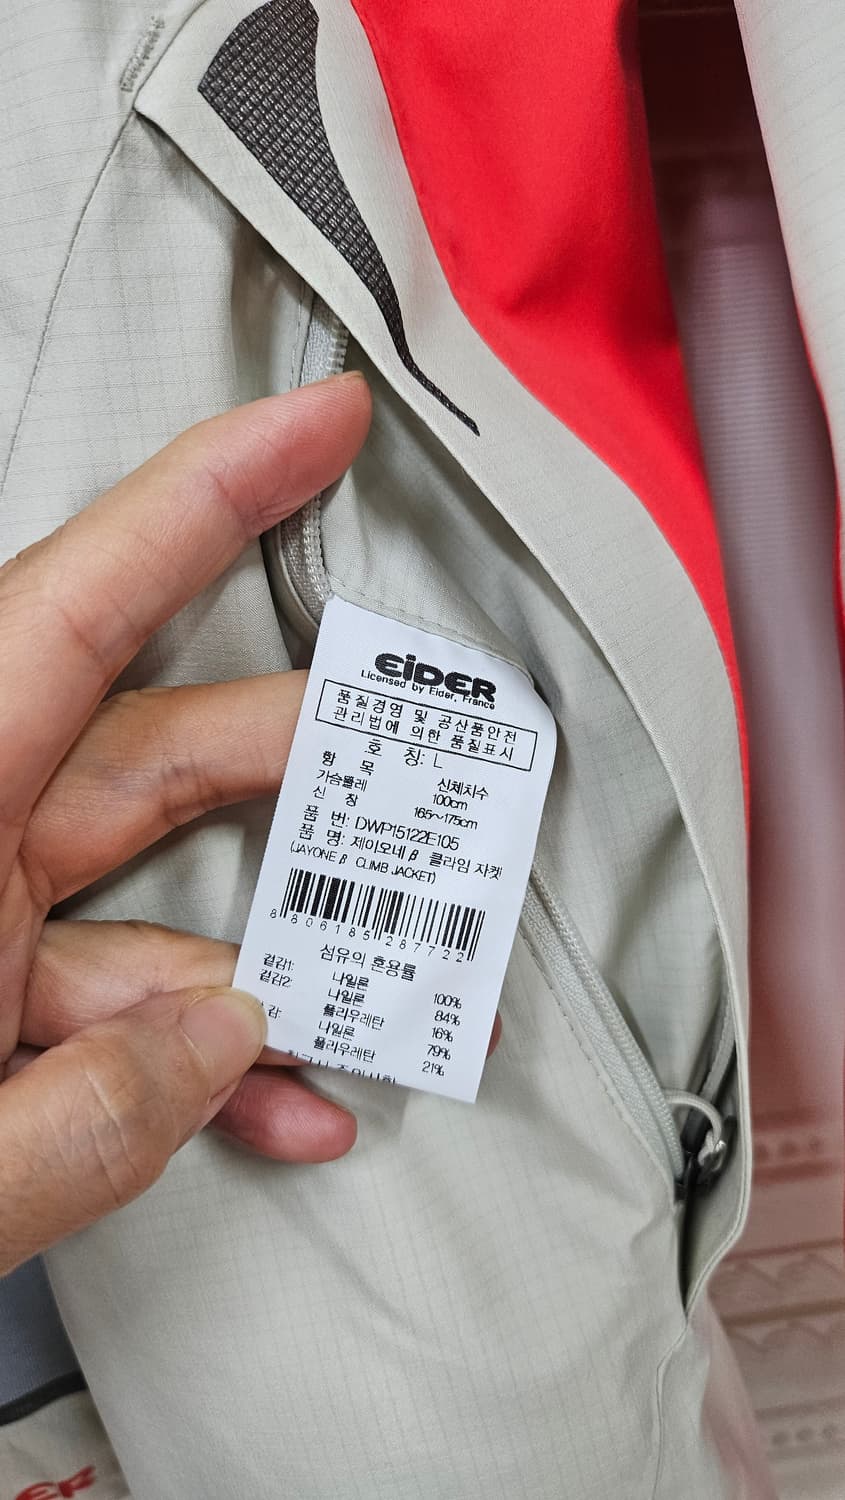 EiDER
Licensed by Eider, France
품질경영 및 공산품안전
관리법에 의한 품질표시
호 칭: L
항 목 신체치수
가슴둘레 100cm
신 장 165~175cm
품 번: DWP15122E105
품 명: 제이오네 β 클라임 자켓
(JAYONE β CLIMB JACKET)
8 806185 287722
섬유의 혼용률
겉감1: 나일론 100%
겉감2: 나일론 84%
폴리우레탄 16%
감: 나일론 79%
폴리우레탄 21%